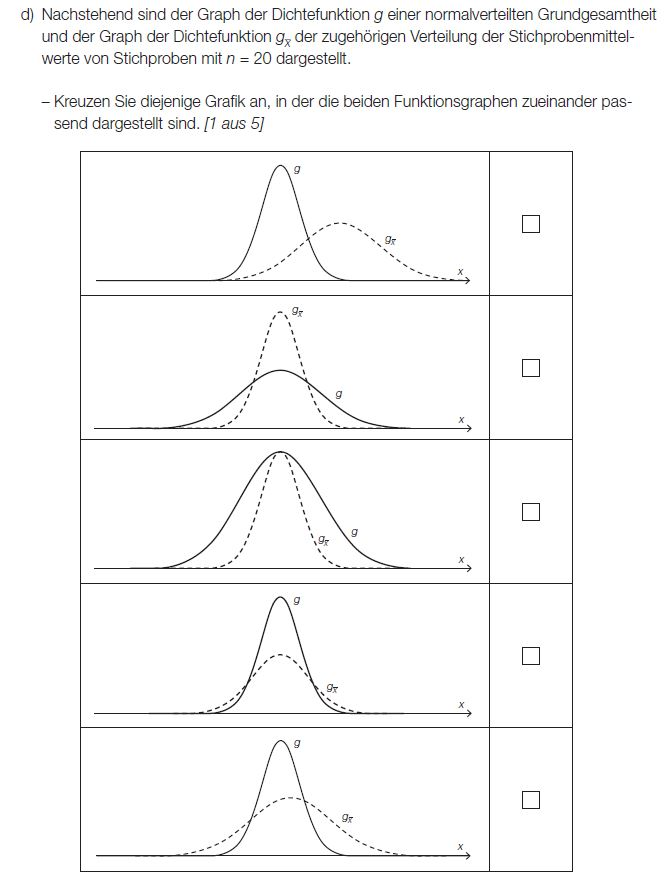 d) Nachstehend sind der Graph der Dichtefunktion g einer normalverteilten Grundgesamtheit
und der Graph der Dichtefunktion gx̄ der zugehörigen Verteilung der Stichprobenmittel-
werte von Stichproben mit n = 20 dargestellt.
– Kreuzen Sie diejenige Grafik an, in der die beiden Funktionsgraphen zueinander pas-
send dargestellt sind. [1 aus 5]
g
gx̄
x
gx̄
g
x
g
gx̄
x
g
gx̄
x
g
gx̄
x